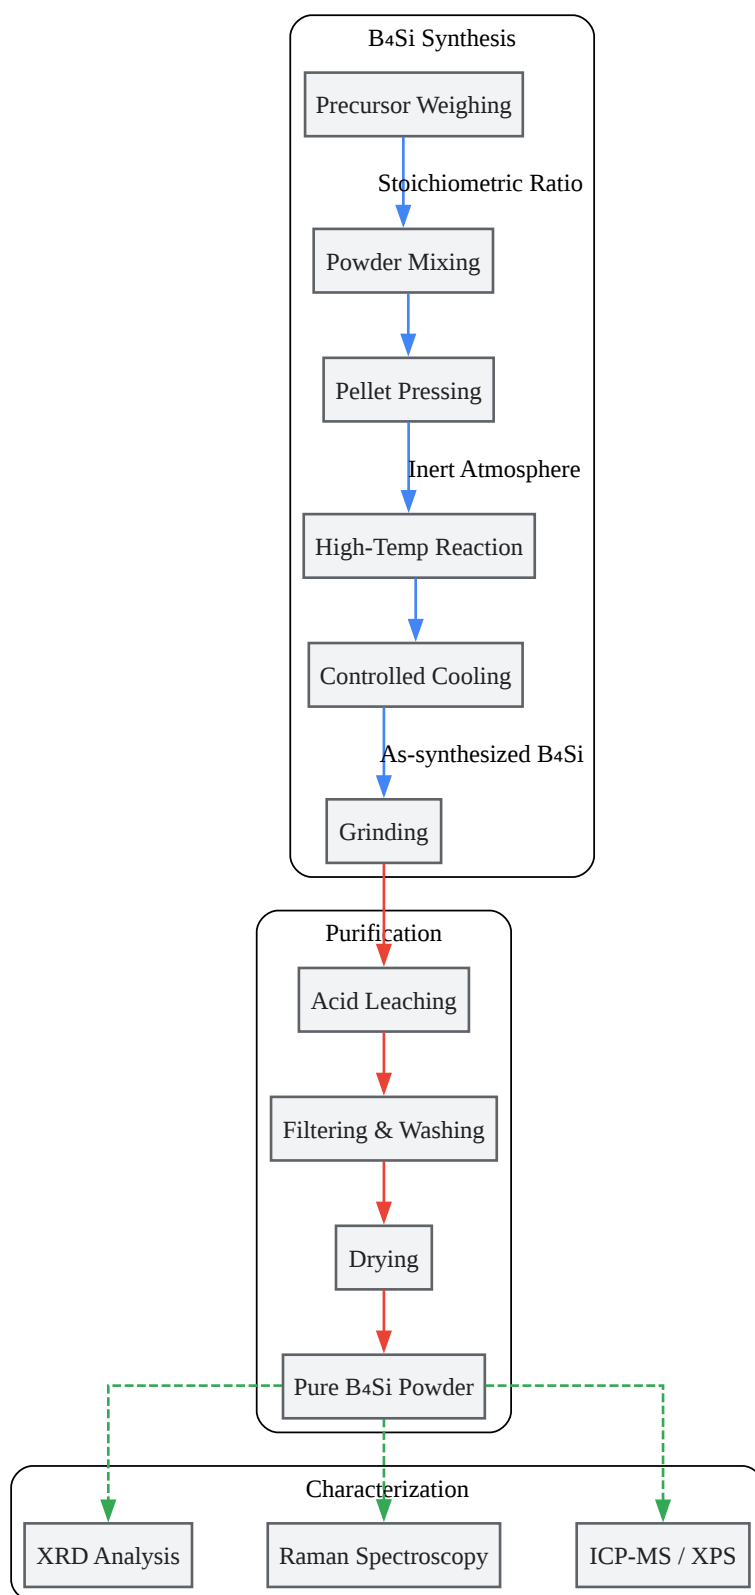 B₄Si Synthesis
Precursor Weighing
Stoichiometric Ratio
Powder Mixing
Pellet Pressing
Inert Atmosphere
High-Temp Reaction
Controlled Cooling
As-synthesized B₄Si
Grinding
Purification
Acid Leaching
Filtering & Washing
Drying
Pure B₄Si Powder
Characterization
XRD Analysis
Raman Spectroscopy
ICP-MS / XPS